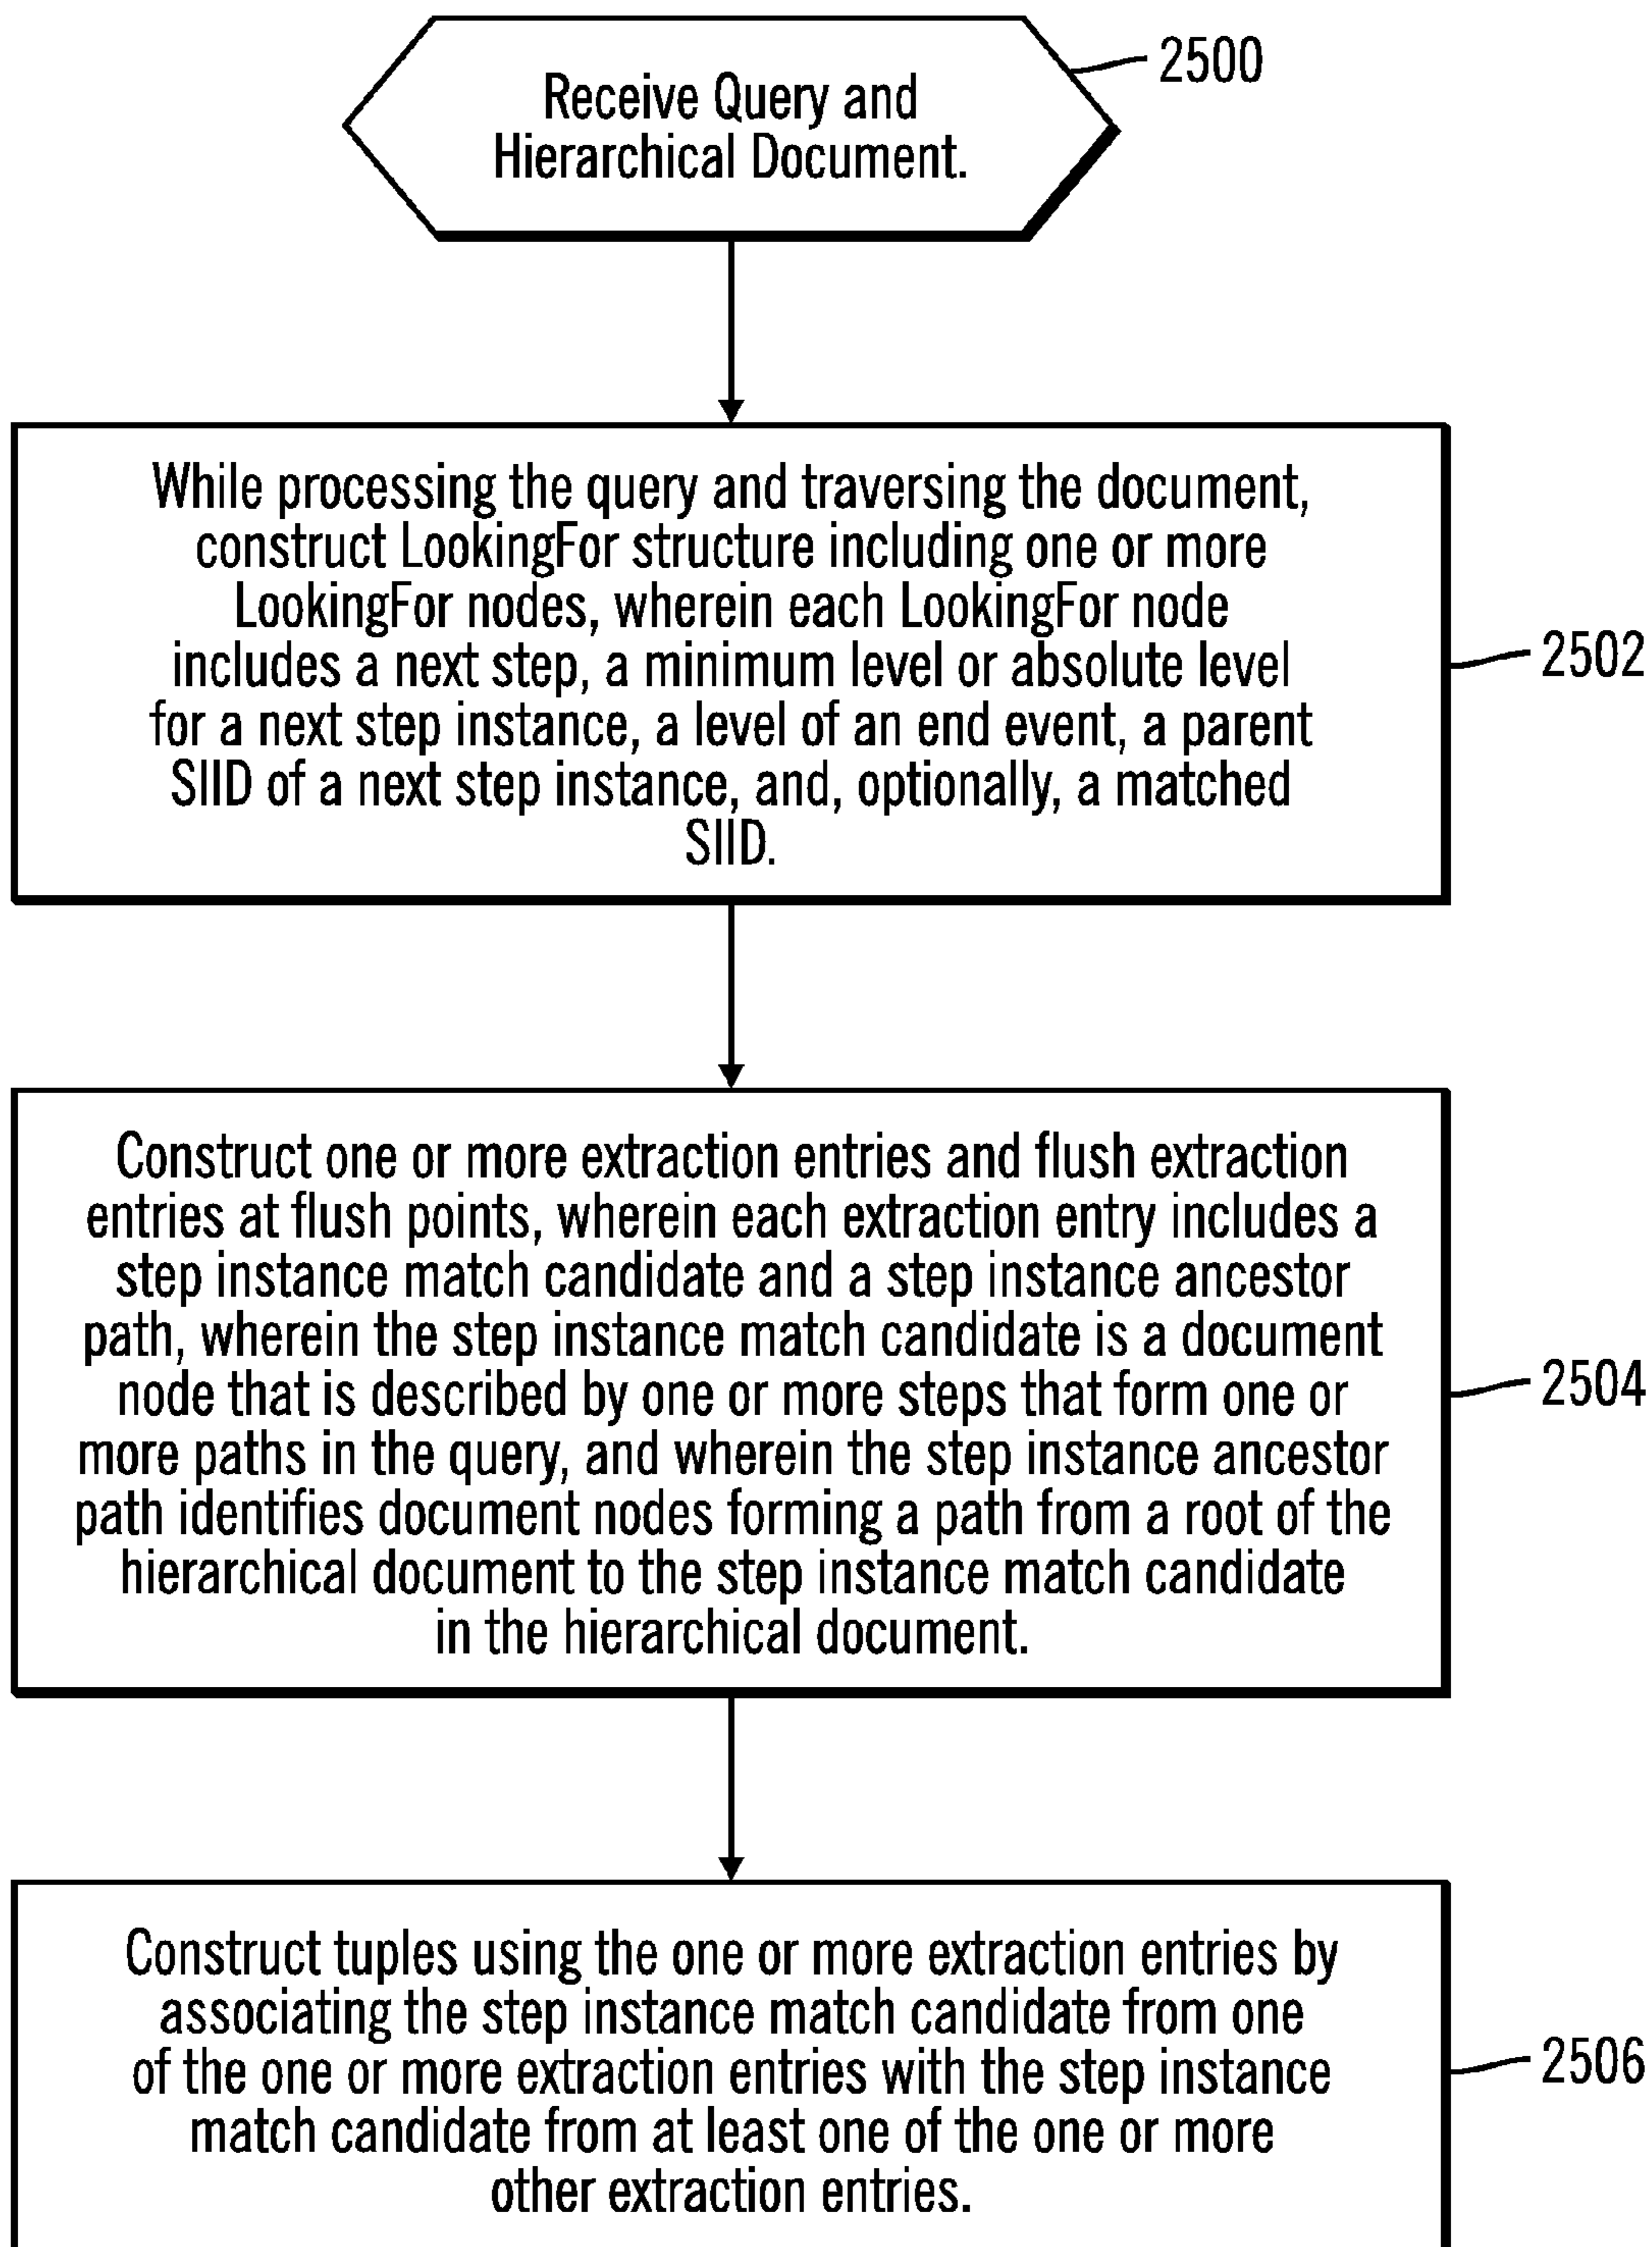 Receive Query and
Hierarchical Document.
2500
While processing the query and traversing the document,
construct LookingFor structure including one or more
LookingFor nodes, wherein each LookingFor node
includes a next step, a minimum level or absolute level
for a next step instance, a level of an end event, a parent
SIID of a next step instance, and, optionally, a matched
SIID.
2502
Construct one or more extraction entries and flush extraction
entries at flush points, wherein each extraction entry includes a
step instance match candidate and a step instance ancestor
path, wherein the step instance match candidate is a document
node that is described by one or more steps that form one or
more paths in the query, and wherein the step instance ancestor
path identifies document nodes forming a path from a root of the
hierarchical document to the step instance match candidate
in the hierarchical document.
2504
Construct tuples using the one or more extraction entries by
associating the step instance match candidate from one
of the one or more extraction entries with the step instance
match candidate from at least one of the one or more
other extraction entries.
2506